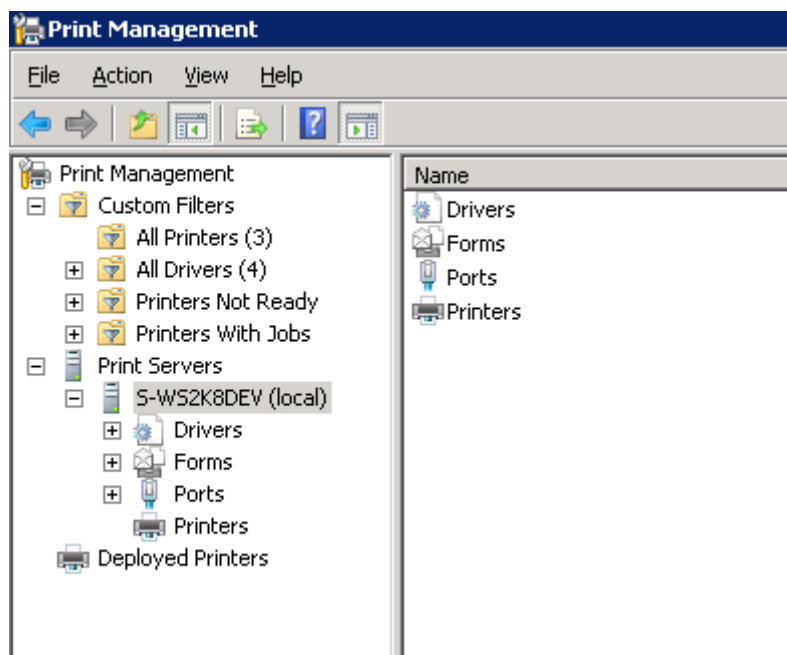 Print Management
File Action View Help
Print Management
Custom Filters
All Printers (3)
All Drivers (4)
Printers Not Ready
Printers With Jobs
Print Servers
S-WS2K8DEV (local)
Drivers
Forms
Ports
Printers
Deployed Printers
Name
Drivers
Forms
Ports
Printers